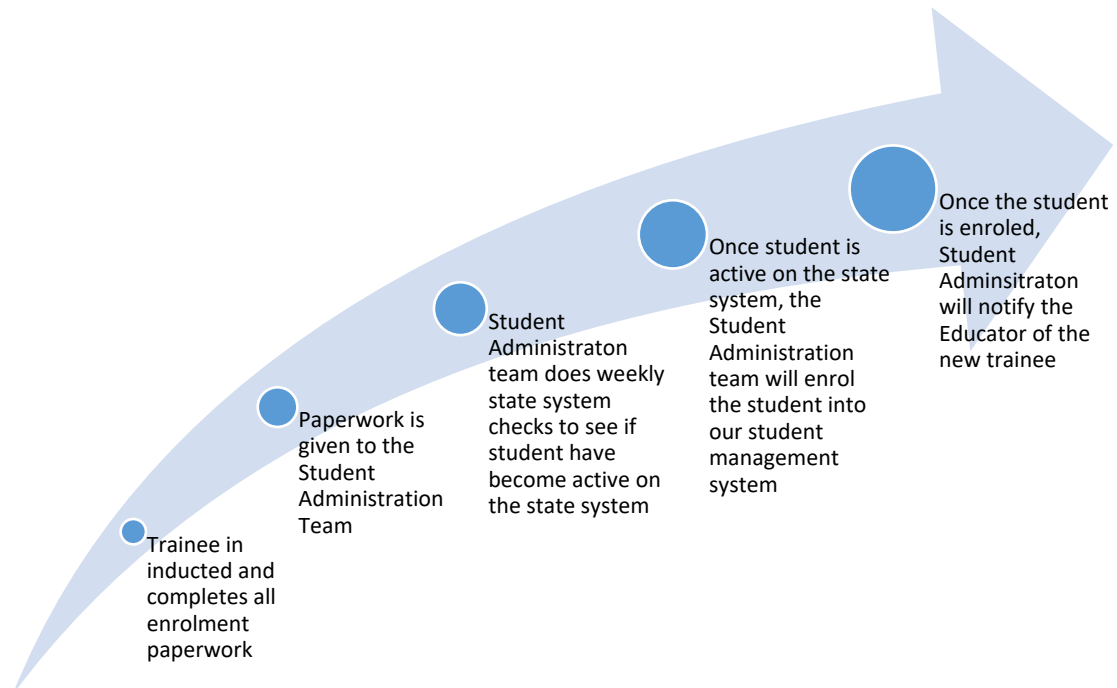 Trainee in
inducted and
completes all
enrolment
paperwork
Paperwork is
given to the
Student
Administration
Team
Student
Administraton
team does weekly
state system
checks to see if
student have
become active on
the state system
Once student is
active on the state
system, the
Student
Administration
team will enrol
the student into
our student
management
system
Once the student
is enroled,
Student
Adminsitraton
will notify the
Educator of the
new trainee